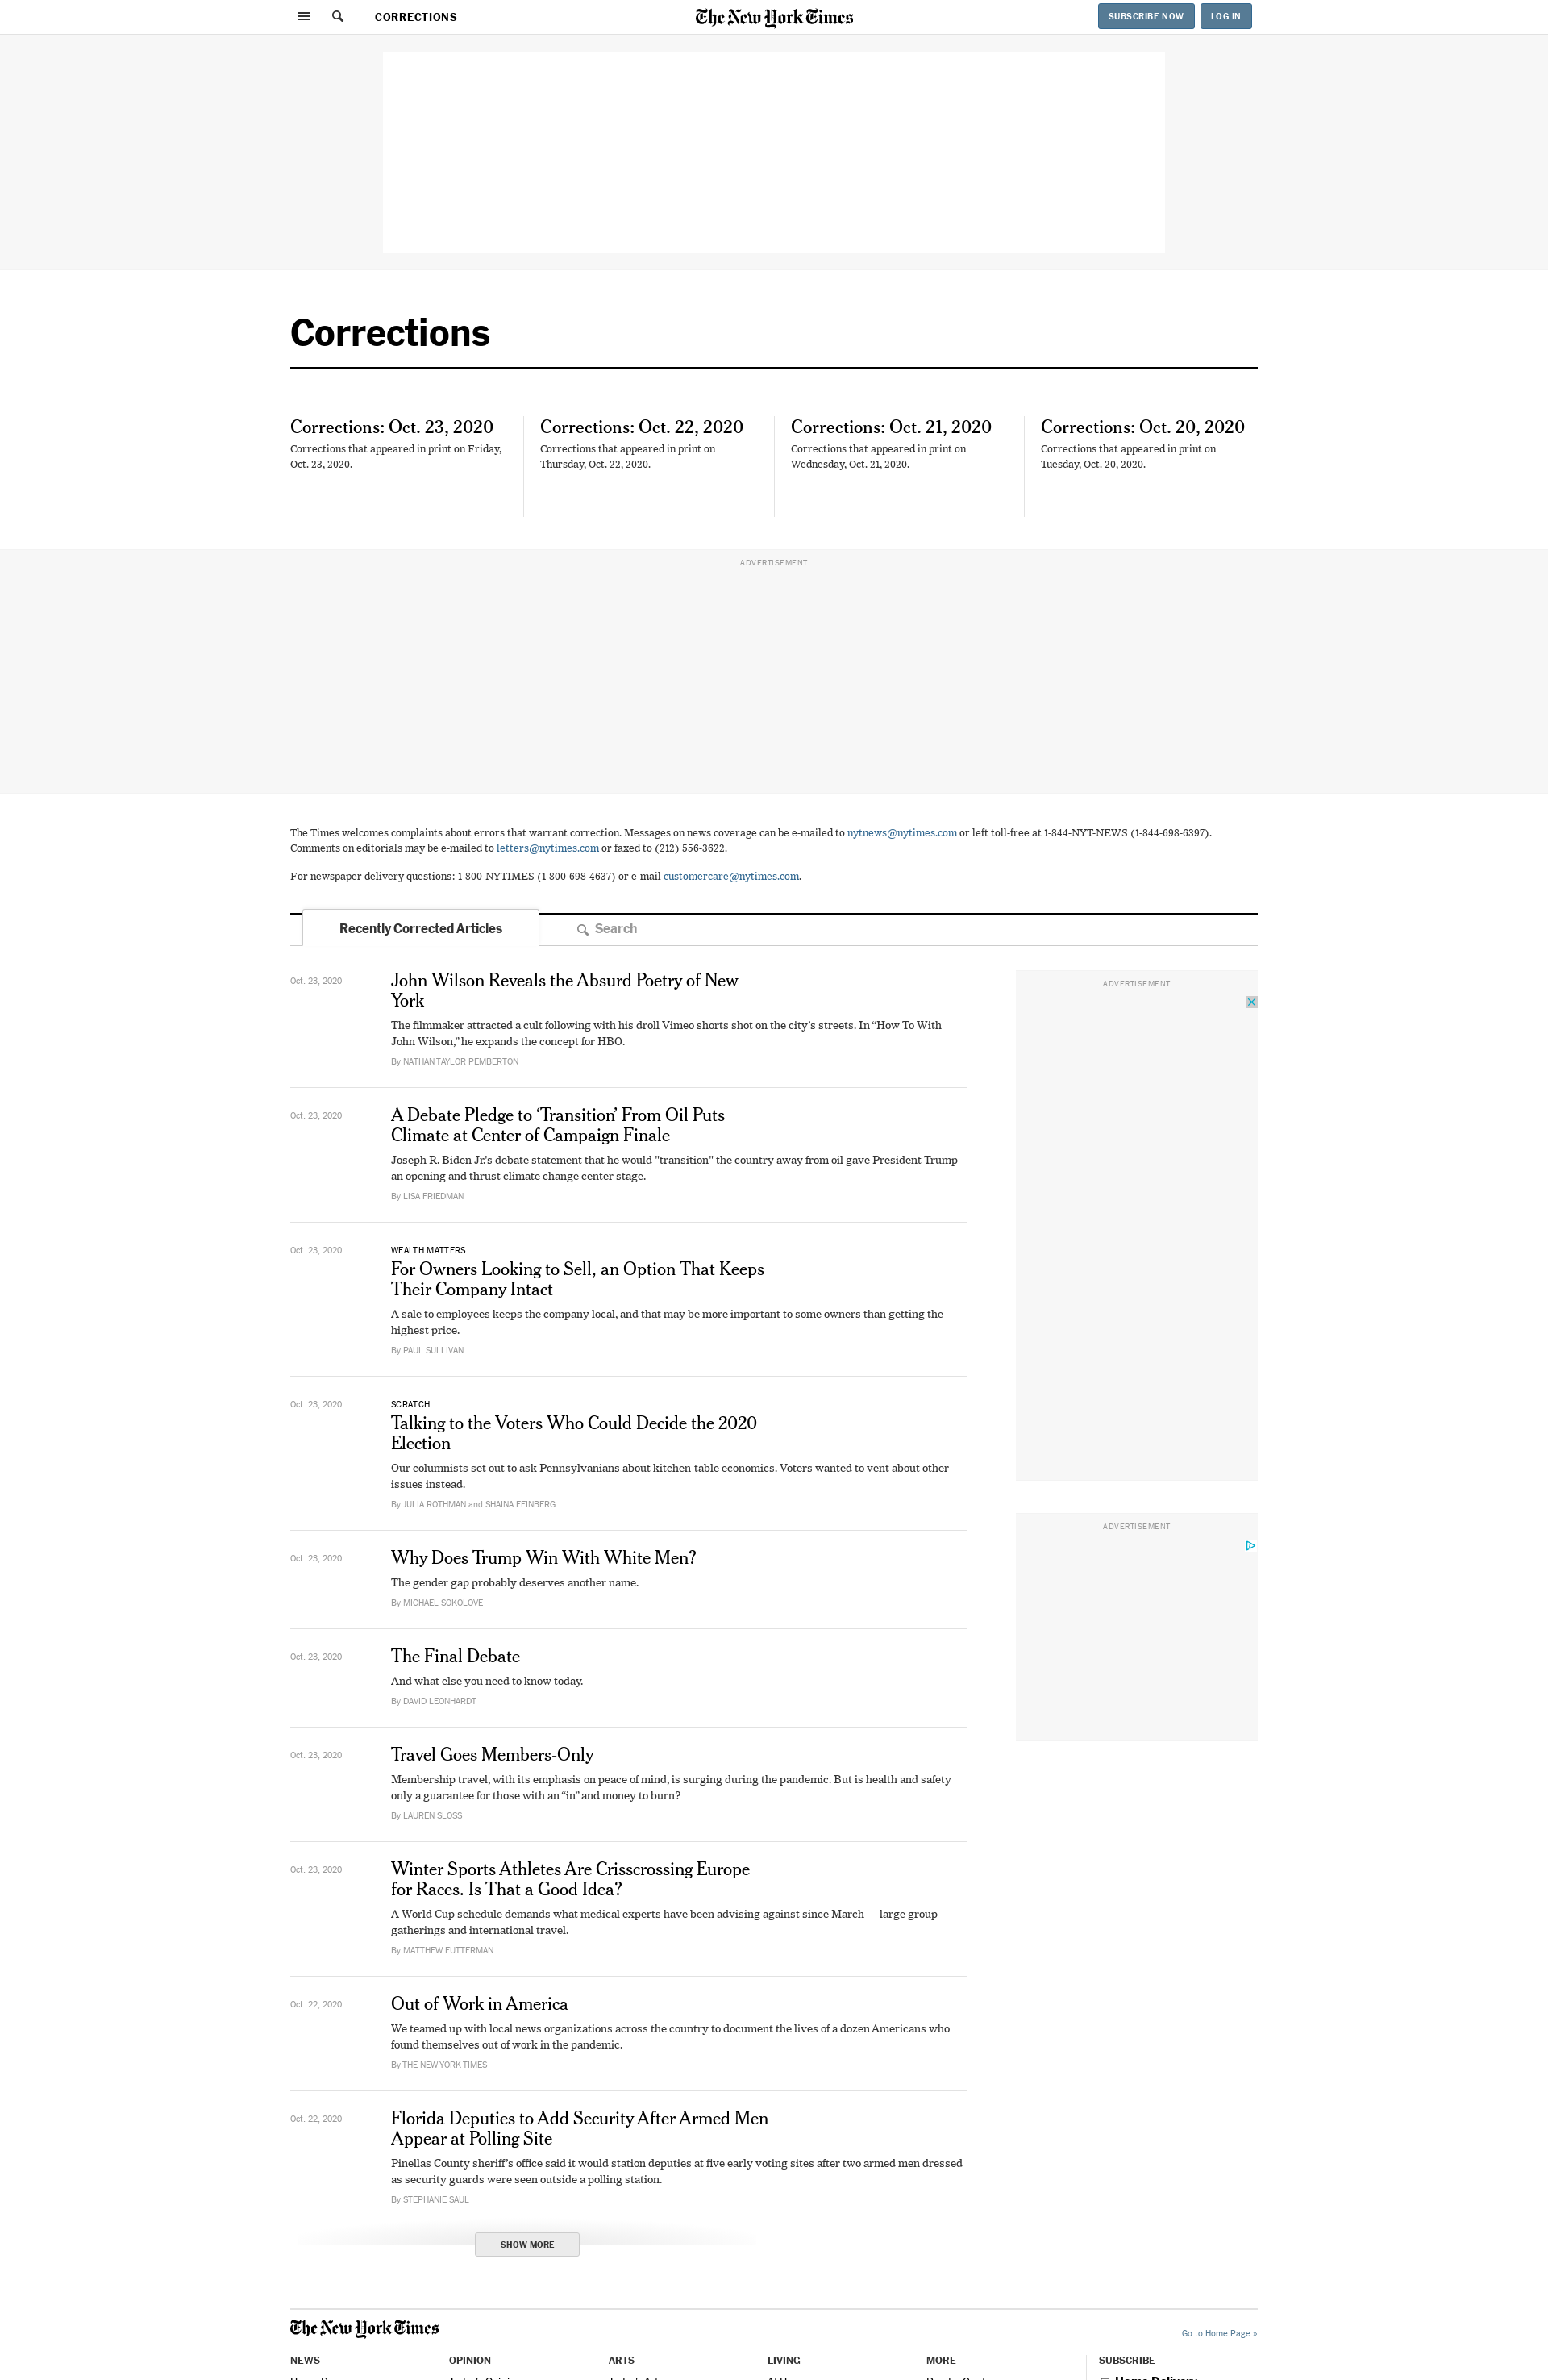 CORRECTIONS
The New York Times
SUBSCRIBE NOW
LOG IN
Corrections
Corrections: Oct. 23, 2020
Corrections that appeared in print on Friday,
Oct. 23, 2020.
Corrections: Oct. 22, 2020
Corrections that appeared in print on
Thursday, Oct. 22, 2020.
Corrections: Oct. 21, 2020
Corrections that appeared in print on
Wednesday, Oct. 21, 2020.
Corrections: Oct. 20, 2020
Corrections that appeared in print on
Tuesday, Oct. 20, 2020.
ADVERTISEMENT
The Times welcomes complaints about errors that warrant correction. Messages on news coverage can be e-mailed to nytnews@nytimes.com or left toll-free at 1-844-NYT-NEWS (1-844-698-6397).
Comments on editorials may be e-mailed to letters@nytimes.com or faxed to (212) 556-3622.
For newspaper delivery questions: 1-800-NYTIMES (1-800-698-4637) or e-mail customercare@nytimes.com.
Recently Corrected Articles
Search
Oct. 23, 2020
John Wilson Reveals the Absurd Poetry of New
York
The filmmaker attracted a cult following with his droll Vimeo shorts shot on the city’s streets. In “How To With
John Wilson,” he expands the concept for HBO.
By NATHAN TAYLOR PEMBERTON
ADVERTISEMENT
Oct. 23, 2020
A Debate Pledge to ‘Transition’ From Oil Puts
Climate at Center of Campaign Finale
Joseph R. Biden Jr.'s debate statement that he would "transition" the country away from oil gave President Trump
an opening and thrust climate change center stage.
By LISA FRIEDMAN
Oct. 23, 2020
WEALTH MATTERS
For Owners Looking to Sell, an Option That Keeps
Their Company Intact
A sale to employees keeps the company local, and that may be more important to some owners than getting the
highest price.
By PAUL SULLIVAN
Oct. 23, 2020
SCRATCH
Talking to the Voters Who Could Decide the 2020
Election
Our columnists set out to ask Pennsylvanians about kitchen-table economics. Voters wanted to vent about other
issues instead.
By JULIA ROTHMAN and SHAINA FEINBERG
ADVERTISEMENT
Oct. 23, 2020
Why Does Trump Win With White Men?
The gender gap probably deserves another name.
By MICHAEL SOKOLOVE
Oct. 23, 2020
The Final Debate
And what else you need to know today.
By DAVID LEONHARDT
Oct. 23, 2020
Travel Goes Members-Only
Membership travel, with its emphasis on peace of mind, is surging during the pandemic. But is health and safety
only a guarantee for those with an “in” and money to burn?
By LAUREN SLOSS
Oct. 23, 2020
Winter Sports Athletes Are Crisscrossing Europe
for Races. Is That a Good Idea?
A World Cup schedule demands what medical experts have been advising against since March — large group
gatherings and international travel.
By MATTHEW FUTTERMAN
Oct. 22, 2020
Out of Work in America
We teamed up with local news organizations across the country to document the lives of a dozen Americans who
found themselves out of work in the pandemic.
By THE NEW YORK TIMES
Oct. 22, 2020
Florida Deputies to Add Security After Armed Men
Appear at Polling Site
Pinellas County sheriff’s office said it would station deputies at five early voting sites after two armed men dressed
as security guards were seen outside a polling station.
By STEPHANIE SAUL
SHOW MORE
The New York Times
Go to Home Page »
NEWS
OPINION
ARTS
LIVING
MORE
SUBSCRIBE
Home Delivery